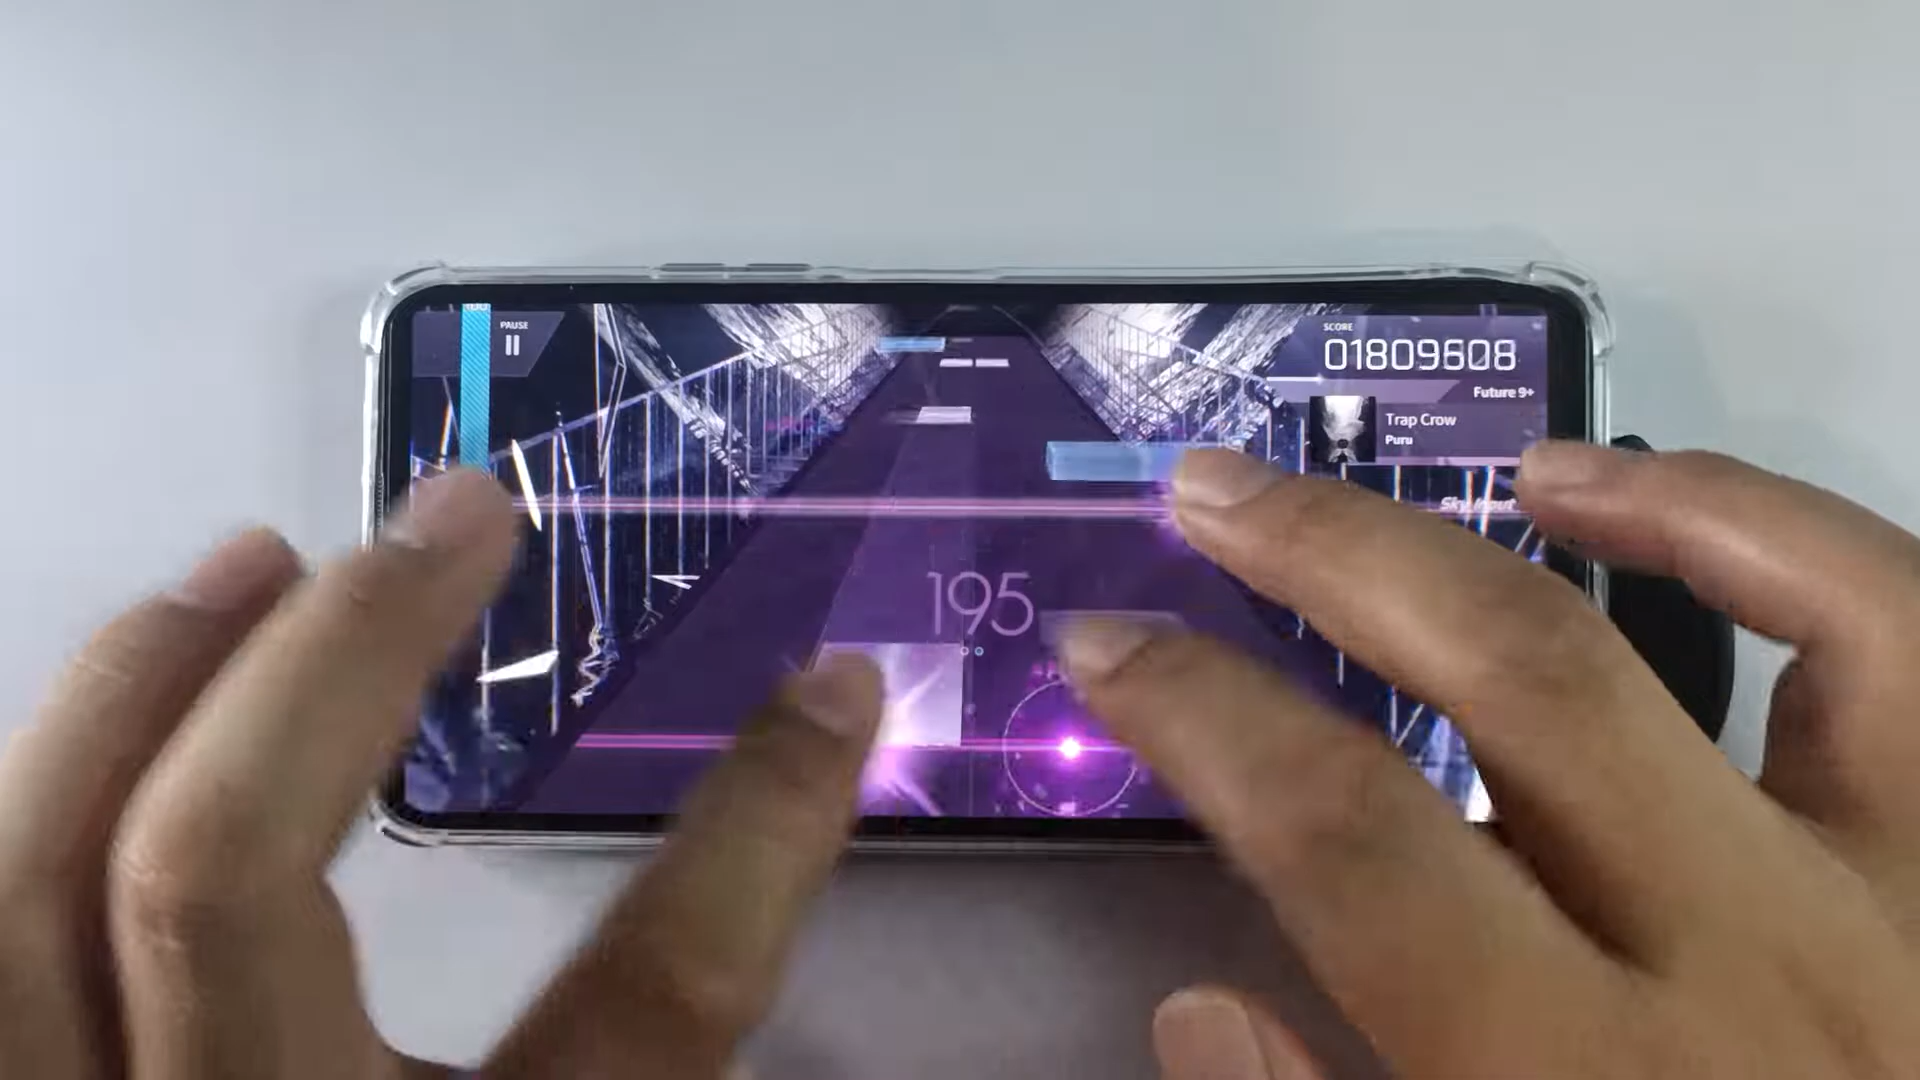 PAUSE
SCORE
01809608
Future 9+
Trap Crow
Puru
Sky Input
195